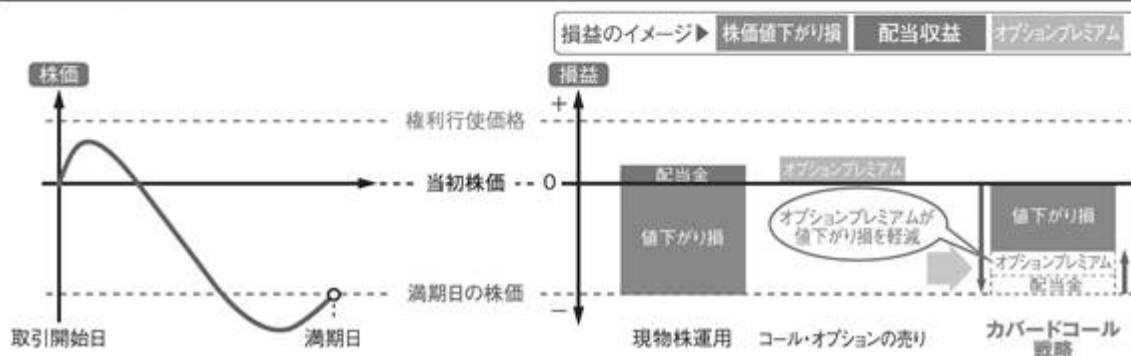 損益のイメージ▶ 株価値下がり損 配当収益 オプションプレミアム
株価
損益
+
権利行使価格
配当金
オプションプレミアム
当初株価
0
値下がり損
オプションプレミアムが
値下がり損を軽減
値下がり損
オプションプレミアム
配当金
満期日の株価
−
取引開始日
満期日
現物株運用
コール・オプションの売り
カバードコール
戦略